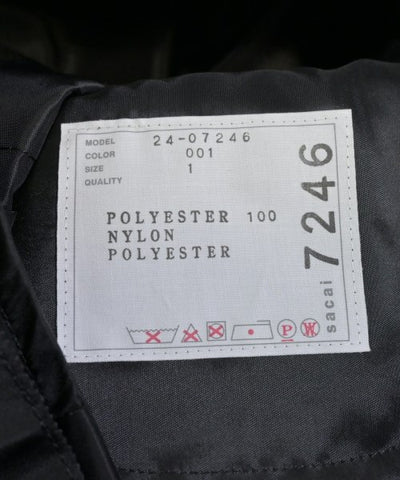 MODEL 24-07246
COLOR 001
SIZE 1
QUALITY
POLYESTER 100
NYLON
POLYESTER
P
W
sacai 7246